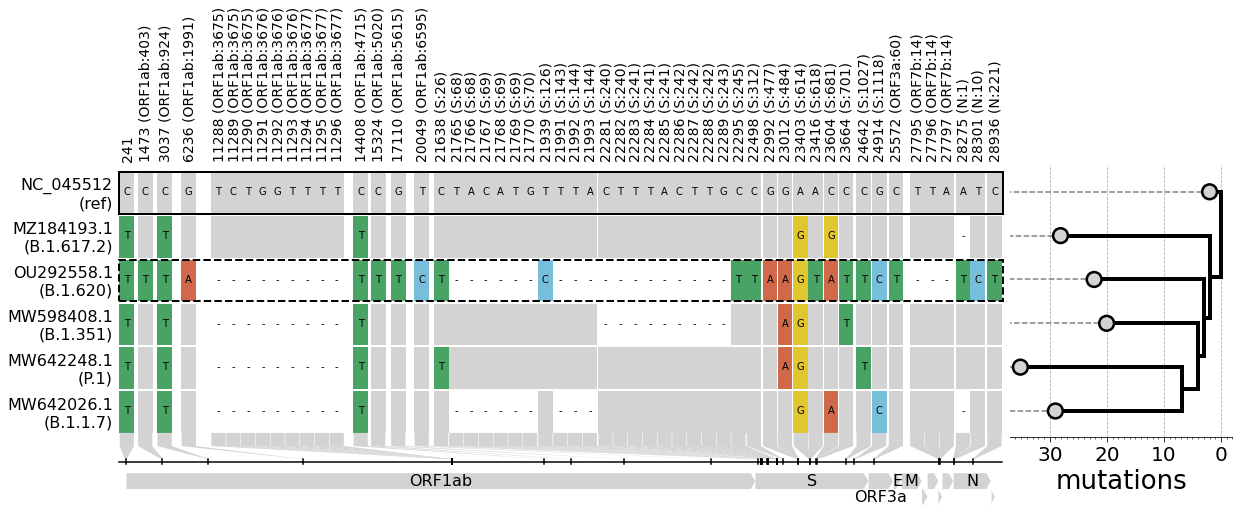 241
1473 (ORF1ab:403)
3037 (ORF1ab:924)
6236 (ORF1ab:1991)
11288 (ORF1ab:3675)
11289 (ORF1ab:3675)
11290 (ORF1ab:3675)
11291 (ORF1ab:3676)
11292 (ORF1ab:3676)
11293 (ORF1ab:3676)
11294 (ORF1ab:3677)
11295 (ORF1ab:3677)
11296 (ORF1ab:3677)
14408 (ORF1ab:4715)
15324 (ORF1ab:5020)
17110 (ORF1ab:5615)
20049 (ORF1ab:6595)
21638 (S:26)
21765 (S:68)
21766 (S:68)
21767 (S:69)
21768 (S:69)
21769 (S:69)
21770 (S:70)
21939 (S:126)
21991 (S:143)
21992 (S:144)
21993 (S:144)
22281 (S:240)
22282 (S:240)
22283 (S:241)
22284 (S:241)
22285 (S:241)
22286 (S:242)
22287 (S:242)
22288 (S:242)
22289 (S:243)
22295 (S:245)
22498 (S:312)
22992 (S:477)
23012 (S:484)
23403 (S:614)
23416 (S:618)
23604 (S:681)
23664 (S:701)
24642 (S:1027)
24914 (S:1118)
25572 (ORF3a:60)
27795 (ORF7b:14)
27796 (ORF7b:14)
27797 (ORF7b:14)
28275 (N:1)
28301 (N:10)
28936 (N:221)
NC_045512
(ref)
C C C G T C T G G T T T T C C G T C T A C A T G T T T A C T T T A C T T G C C G G A A C C C G C T T A A T C
MZ184193.1
(B.1.617.2)
T T T G G -
OU292558.1
(B.1.620)
T T T A - - - - - - - - - T T T C T - - - - - - C - - - - - - - - - - - - T T A A G T A T T C T - - - T C T
MW598408.1
(B.1.351)
T T - - - - - - - - - T - - - - - - - - - A G T
MW642248.1
(P.1)
T T - - - - - - - - - T T A G T
MW642026.1
(B.1.1.7)
T T - - - - - - - - - T - - - - - - - - - G A C -
ORF1ab
S
E
M
N
ORF3a
30 20 10 0
mutations